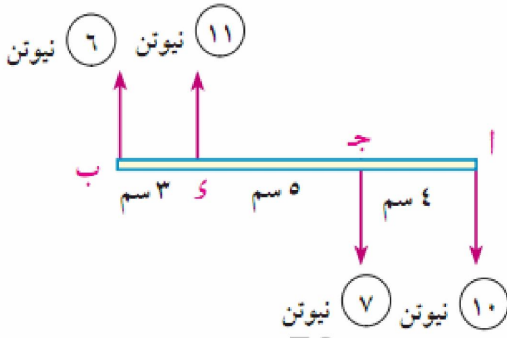 ١١ نيوتن ٦ نيوتن
أ جـ
ب ٣ سم ى ٥ سم ٤ سم
١٠ نيوتن ٧ نيوتن